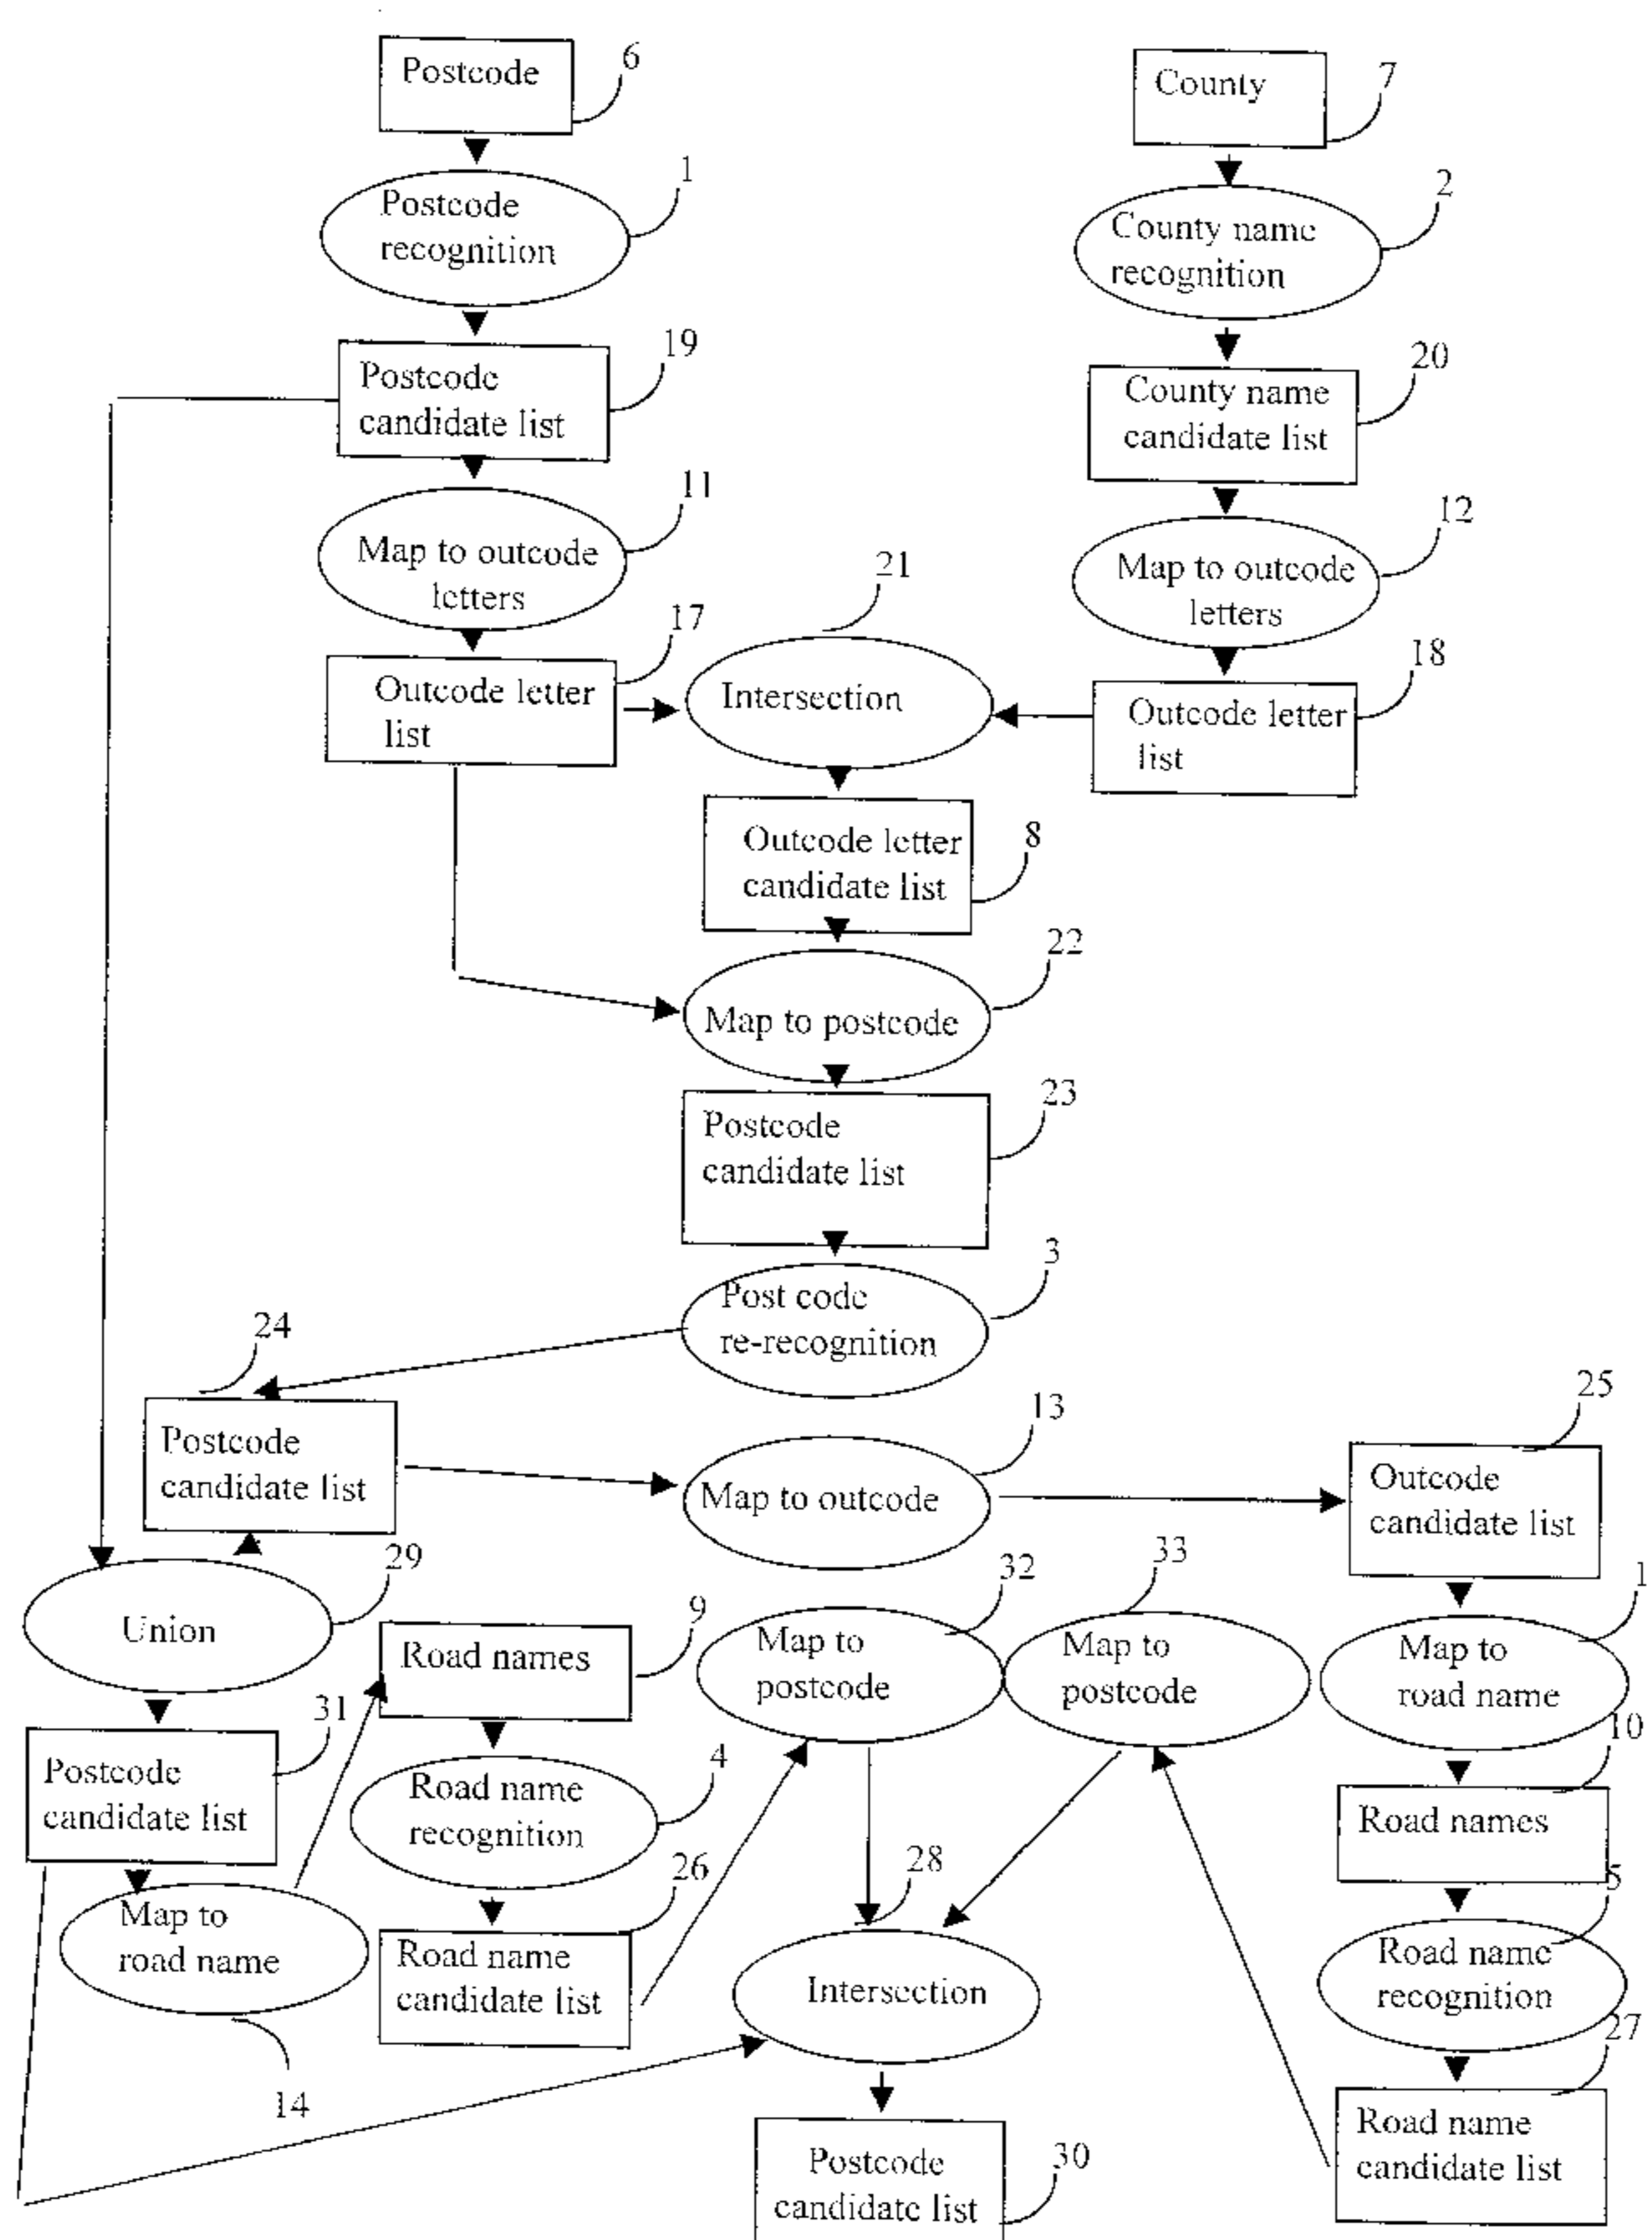 6
Postcode
7
County
1
Postcode
recognition
2
County name
recognition
19
Postcode
candidate list
20
County name
candidate list
11
Map to outcode
letters
12
Map to outcode
letters
21
17
Outcode letter
list
Intersection
18
Outcode letter
list
8
Outcode letter
candidate list
22
Map to postcode
23
Postcode
candidate list
3
Post code
re-recognition
24
Postcode
candidate list
13
Map to outcode
25
Outcode
candidate list
29
Union
9
Road names
32
Map to
postcode
33
Map to
postcode
1
Map to
road name
31
Postcode
candidate list
4
Road name
recognition
10
Road names
14
Map to
road name
26
Road name
candidate list
28
Intersection
5
Road name
recognition
27
Road name
candidate list
30
Postcode
candidate list